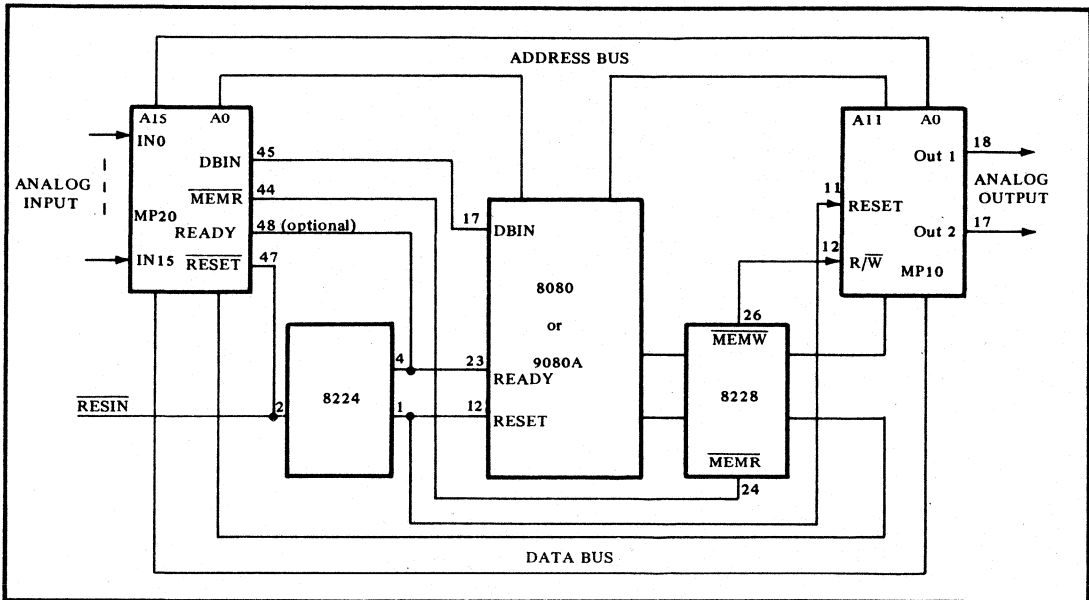 ADDRESS BUS
A15 A0
IN0
DBIN 45
ANALOG
INPUT
MEMR 44
MP20
READY 48 (optional)
IN15 RESET 47
17 DBIN
8080
or
9080A
23 READY
12 RESET
A11 A0
Out 1 18
ANALOG
OUTPUT
11 RESET
Out 2 17
12 R/W
MP10
26
MEMW
8228
MEMR
24
4
8224
RESIN 2 1
DATA BUS